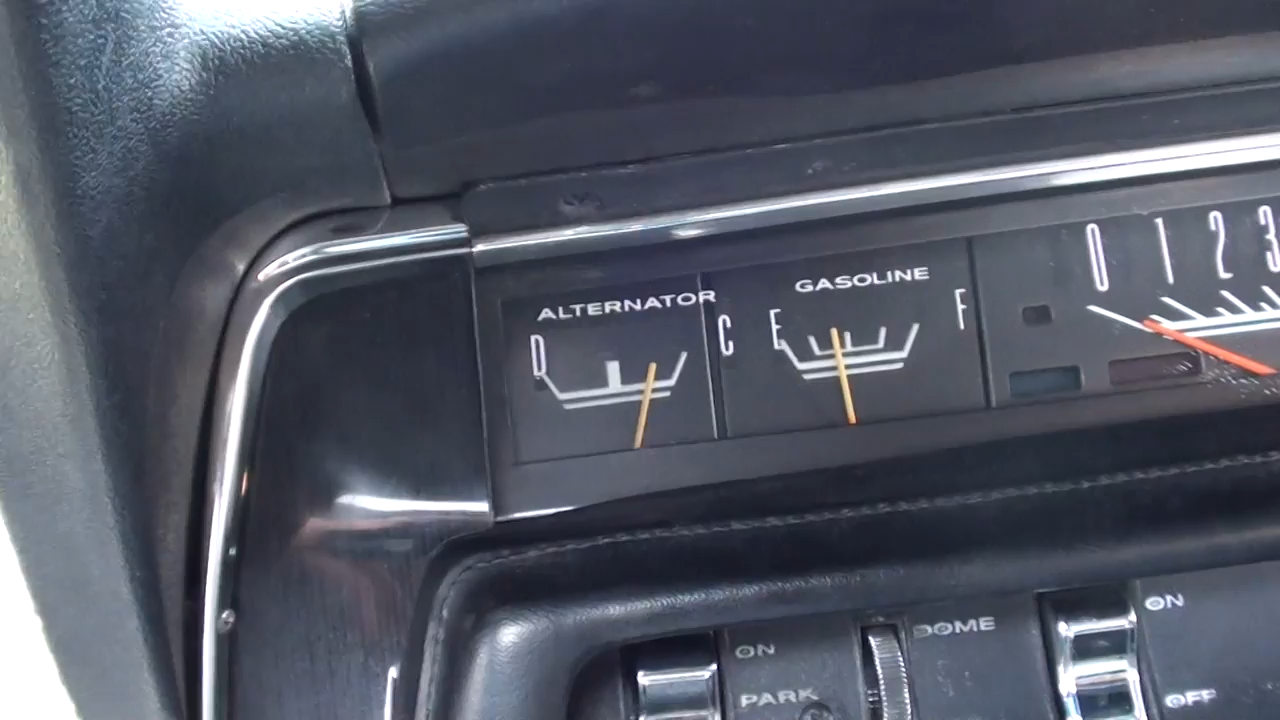 ALTERNATOR
D C
GASOLINE
E F
0 1 2 3
ON
PARK
DOME
ON
OFF